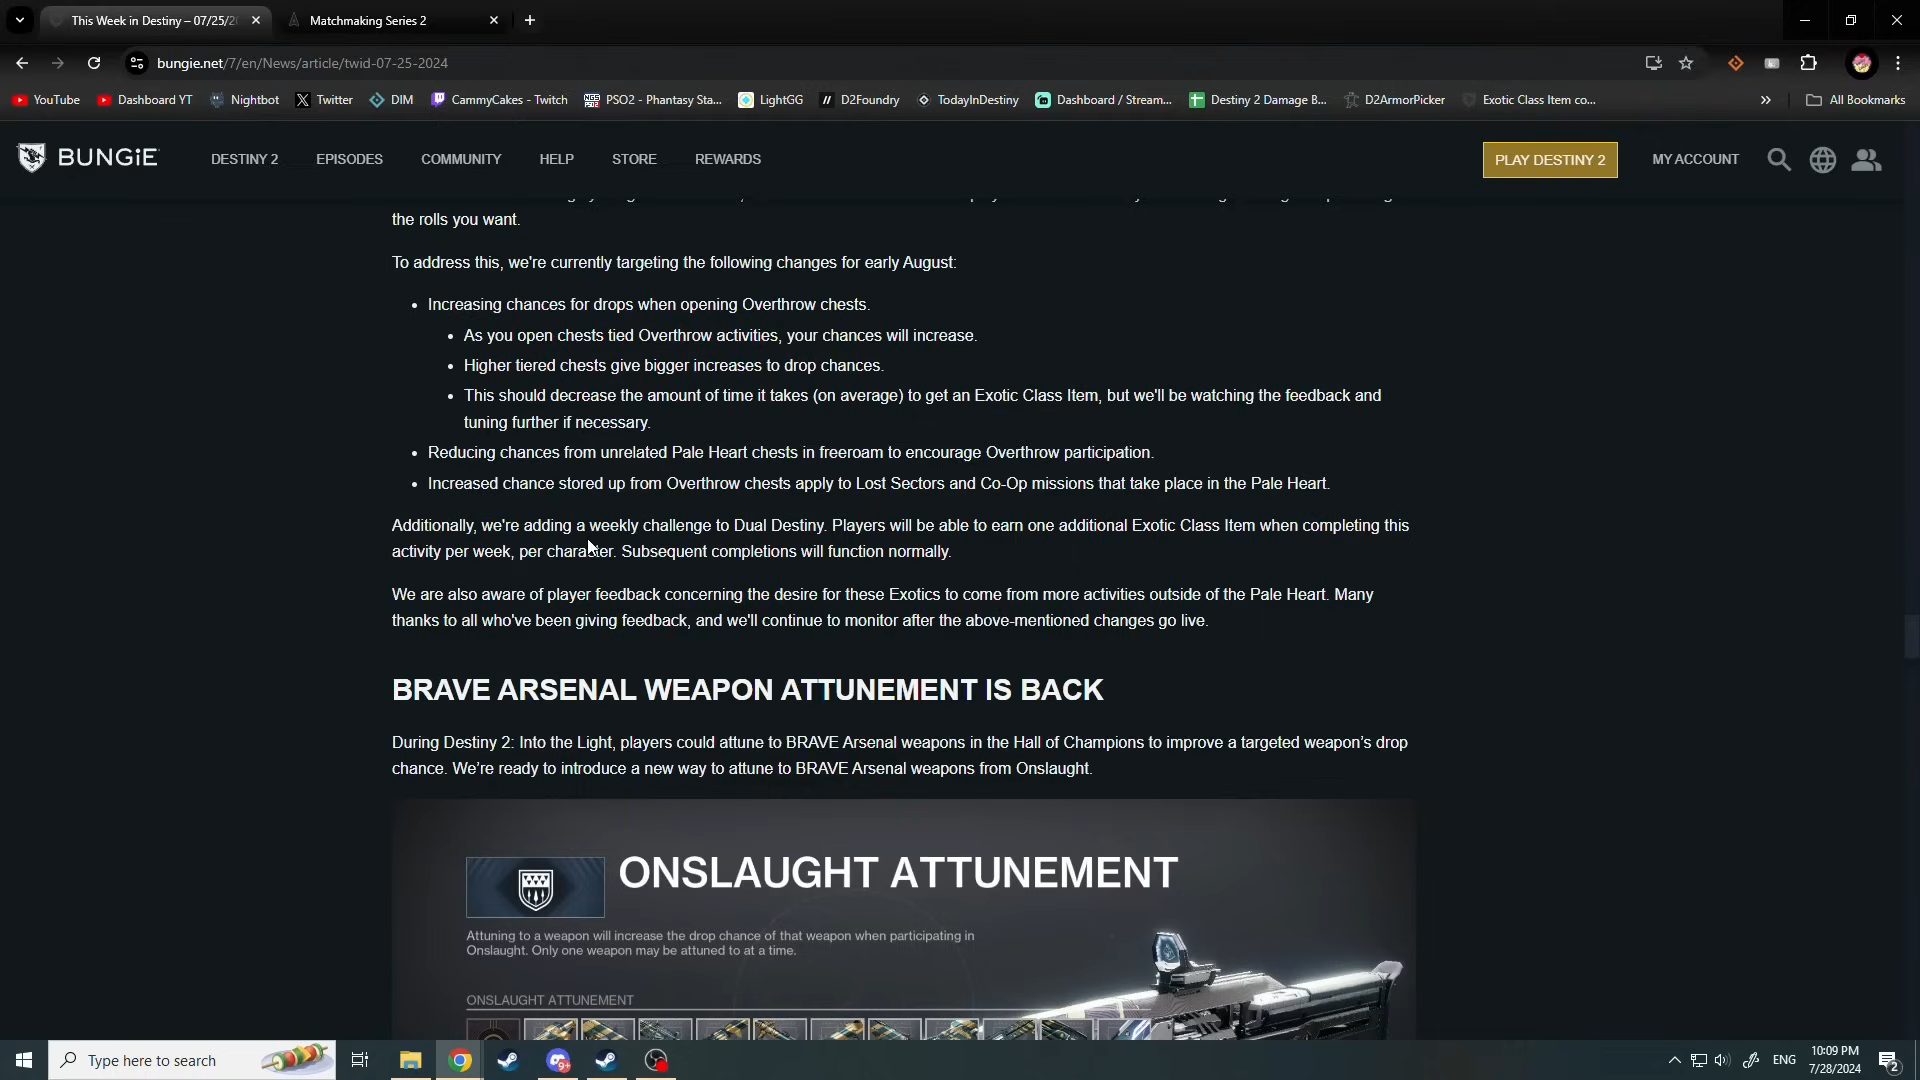 This Week in Destiny – 07/25/2
Matchmaking Series 2
bungie.net/7/en/News/article/twid-07-25-2024
YouTube
Dashboard YT
Nightbot
Twitter
DIM
CammyCakes - Twitch
PSO2 - Phantasy Sta...
LightGG
D2Foundry
TodayInDestiny
Dashboard / Stream...
Destiny 2 Damage B...
D2ArmorPicker
Exotic Class Item co...
»
All Bookmarks
BUNGiE
DESTINY 2
EPISODES
COMMUNITY
HELP
STORE
REWARDS
PLAY DESTINY 2
MY ACCOUNT
the rolls you want.
To address this, we're currently targeting the following changes for early August:
• Increasing chances for drops when opening Overthrow chests.
• As you open chests tied Overthrow activities, your chances will increase.
• Higher tiered chests give bigger increases to drop chances.
• This should decrease the amount of time it takes (on average) to get an Exotic Class Item, but we'll be watching the feedback and
tuning further if necessary.
• Reducing chances from unrelated Pale Heart chests in freeroam to encourage Overthrow participation.
• Increased chance stored up from Overthrow chests apply to Lost Sectors and Co-Op missions that take place in the Pale Heart.
Additionally, we're adding a weekly challenge to Dual Destiny. Players will be able to earn one additional Exotic Class Item when completing this
activity per week, per character. Subsequent completions will function normally.
We are also aware of player feedback concerning the desire for these Exotics to come from more activities outside of the Pale Heart. Many
thanks to all who've been giving feedback, and we'll continue to monitor after the above-mentioned changes go live.
BRAVE ARSENAL WEAPON ATTUNEMENT IS BACK
During Destiny 2: Into the Light, players could attune to BRAVE Arsenal weapons in the Hall of Champions to improve a targeted weapon’s drop
chance. We’re ready to introduce a new way to attune to BRAVE Arsenal weapons from Onslaught.
ONSLAUGHT ATTUNEMENT
Attuning to a weapon will increase the drop chance of that weapon when participating in
Onslaught. Only one weapon may be attuned to at a time.
ONSLAUGHT ATTUNEMENT
Type here to search
9+
ENG
10:09 PM
7/28/2024
2